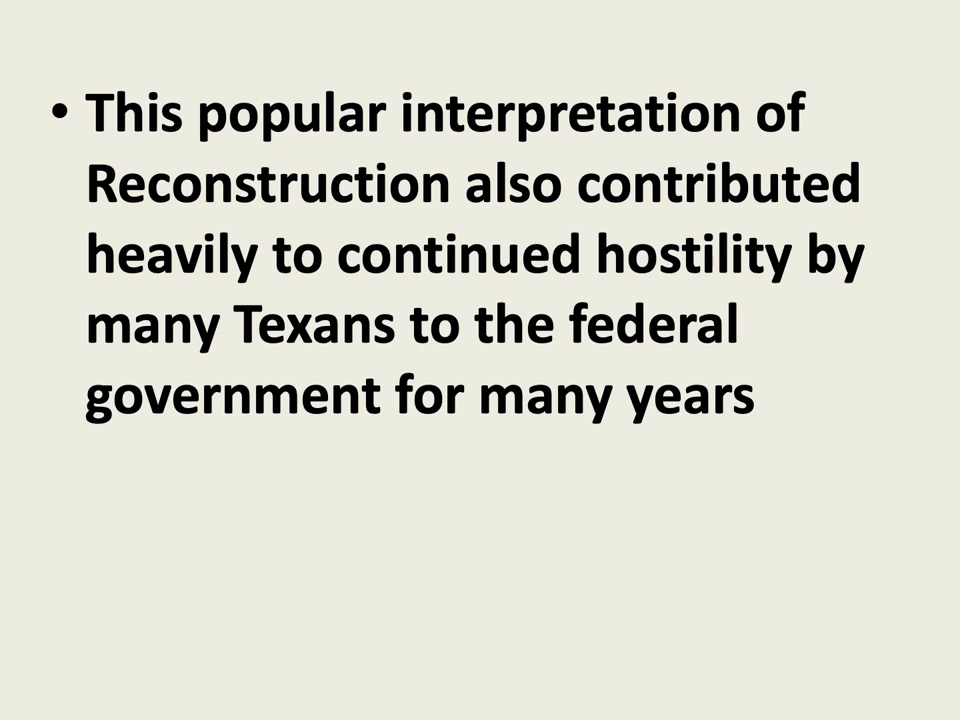 • This popular interpretation of
Reconstruction also contributed
heavily to continued hostility by
many Texans to the federal
government for many years